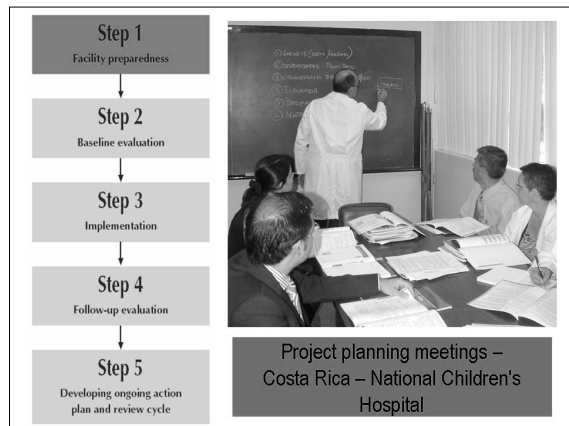 Step 1
Facility preparedness
Step 2
Baseline evaluation
Step 3
Implementation
Step 4
Follow-up evaluation
Step 5
Developing ongoing action
plan and review cycle
Project planning meetings –
Costa Rica – National Children's
Hospital